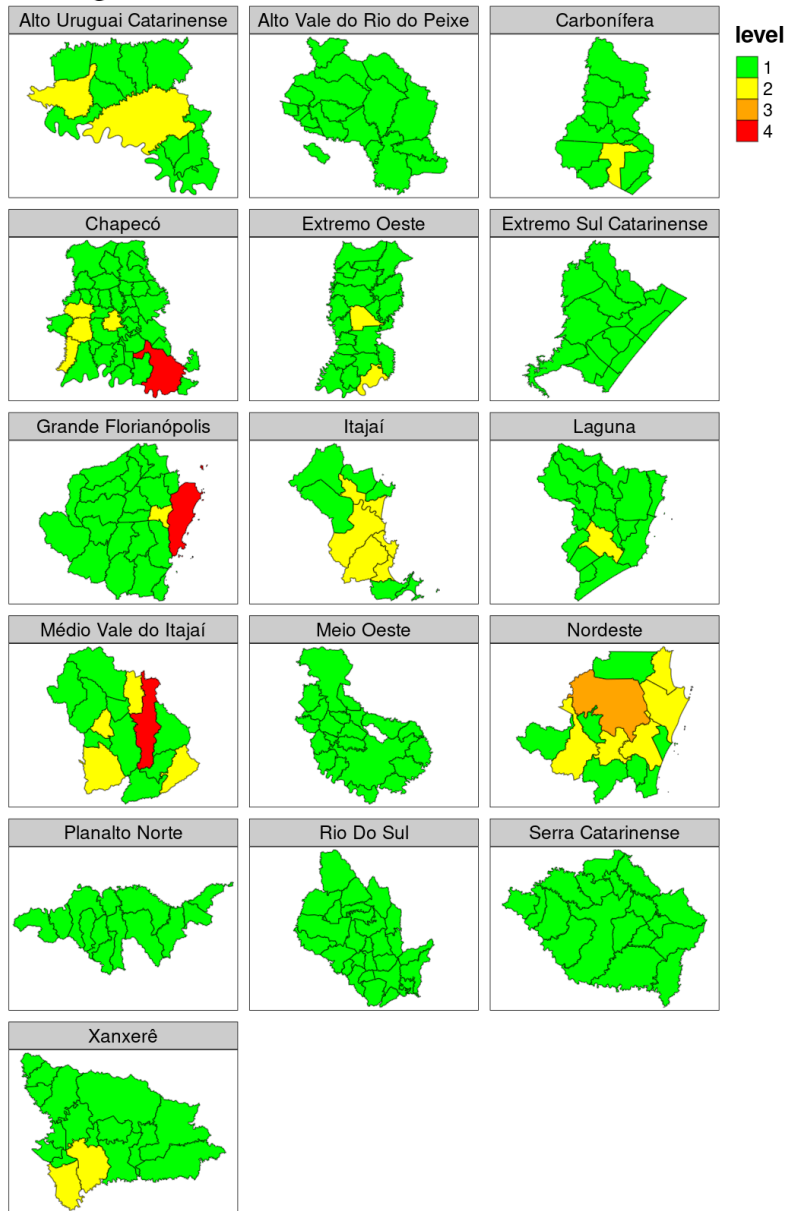 Alto Uruguai Catarinense
Alto Vale do Rio do Peixe
Carbonífera
level
1
2
3
4
Chapecó
Extremo Oeste
Extremo Sul Catarinense
Grande Florianópolis
Itajaí
Laguna
Médio Vale do Itajaí
Meio Oeste
Nordeste
Planalto Norte
Rio Do Sul
Serra Catarinense
Xanxerê